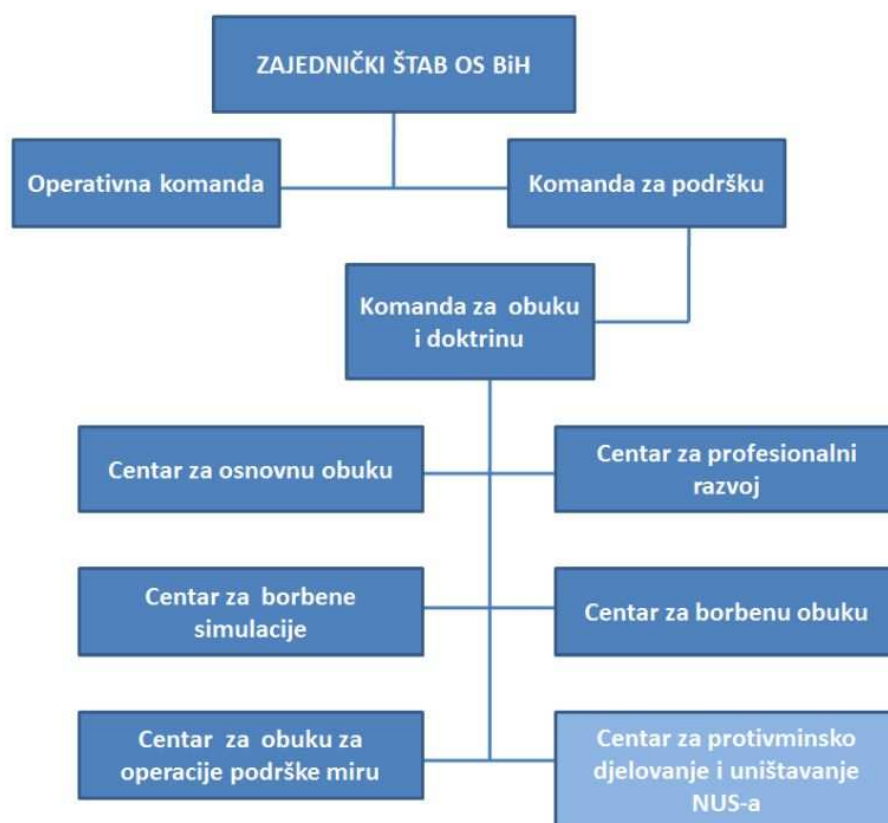 ZAJEDNIČKI ŠTAB OS BiH
Operativna komanda
Komanda za podršku
Komanda za obuku
i doktrinu
Centar za osnovnu obuku
Centar za profesionalni
razvoj
Centar za borbene
simulacije
Centar za borbenu obuku
Centar za obuku za
operacije podrške miru
Centar za protivminsko
djelovanje i uništavanje
NUS-a